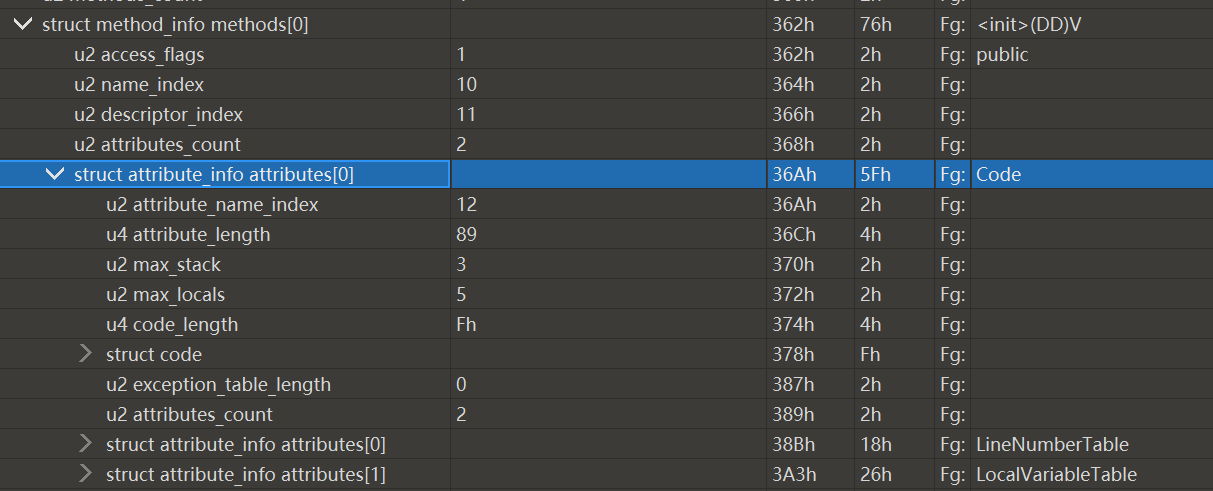 struct method_info methods[0] 362h 76h Fg: <init>(DD)V
u2 access_flags 1 362h 2h Fg: public
u2 name_index 10 364h 2h Fg:
u2 descriptor_index 11 366h 2h Fg:
u2 attributes_count 2 368h 2h Fg:
struct attribute_info attributes[0] 36Ah 5Fh Fg: Code
u2 attribute_name_index 12 36Ah 2h Fg:
u4 attribute_length 89 36Ch 4h Fg:
u2 max_stack 3 370h 2h Fg:
u2 max_locals 5 372h 2h Fg:
u4 code_length Fh 374h 4h Fg:
struct code 378h Fh Fg:
u2 exception_table_length 0 387h 2h Fg:
u2 attributes_count 2 389h 2h Fg:
struct attribute_info attributes[0] 38Bh 18h Fg: LineNumberTable
struct attribute_info attributes[1] 3A3h 26h Fg: LocalVariableTable